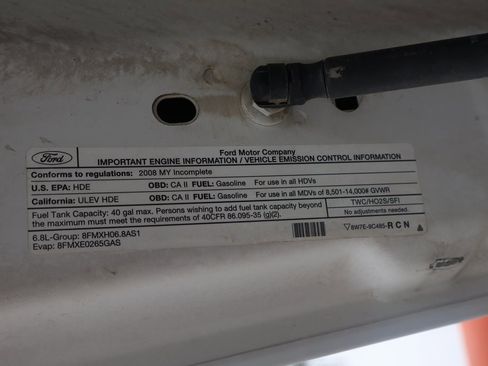 Ford
Ford Motor Company
IMPORTANT ENGINE INFORMATION / VEHICLE EMISSION CONTROL INFORMATION
Conforms to regulations: 2008 MY Incomplete
U.S. EPA: HDE OBD: CA II FUEL: Gasoline For use in all HDVs
California: ULEV HDE OBD: CA II FUEL: Gasoline For use in all MDVs of 8,501-14,000# GVWR
Fuel Tank Capacity: 40 gal max. Persons wishing to add fuel tank capacity beyond
the maximum must meet the requirements of 40CFR 86.095-35 (g)(2).
TWC/HO2S/SFI
6.8L-Group: 8FMXH06.8AS1
Evap: 8FMXE0265GAS
8W7E-9C485-RCN